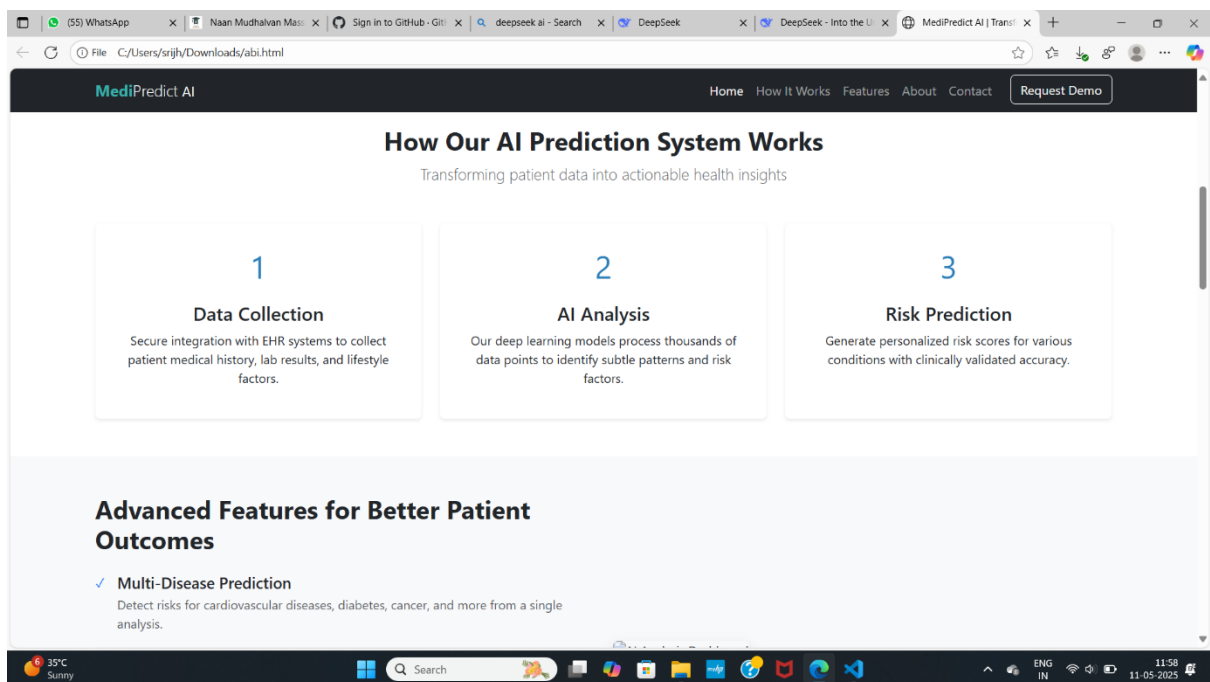 (55) WhatsApp
Naan Mudhalvan Mass
Sign in to GitHub · Git
deepseek ai - Search
DeepSeek
DeepSeek - Into the U
MediPredict AI | Transf
File C:/Users/srijh/Downloads/abi.html
MediPredict AI
Home How It Works Features About Contact Request Demo
How Our AI Prediction System Works
Transforming patient data into actionable health insights
1
Data Collection
Secure integration with EHR systems to collect
patient medical history, lab results, and lifestyle
factors.
2
AI Analysis
Our deep learning models process thousands of
data points to identify subtle patterns and risk
factors.
3
Risk Prediction
Generate personalized risk scores for various
conditions with clinically validated accuracy.
Advanced Features for Better Patient
Outcomes
✓ Multi-Disease Prediction
Detect risks for cardiovascular diseases, diabetes, cancer, and more from a single
analysis.
6
35°C
Sunny
Search
ENG
IN
11:58
11-05-2025